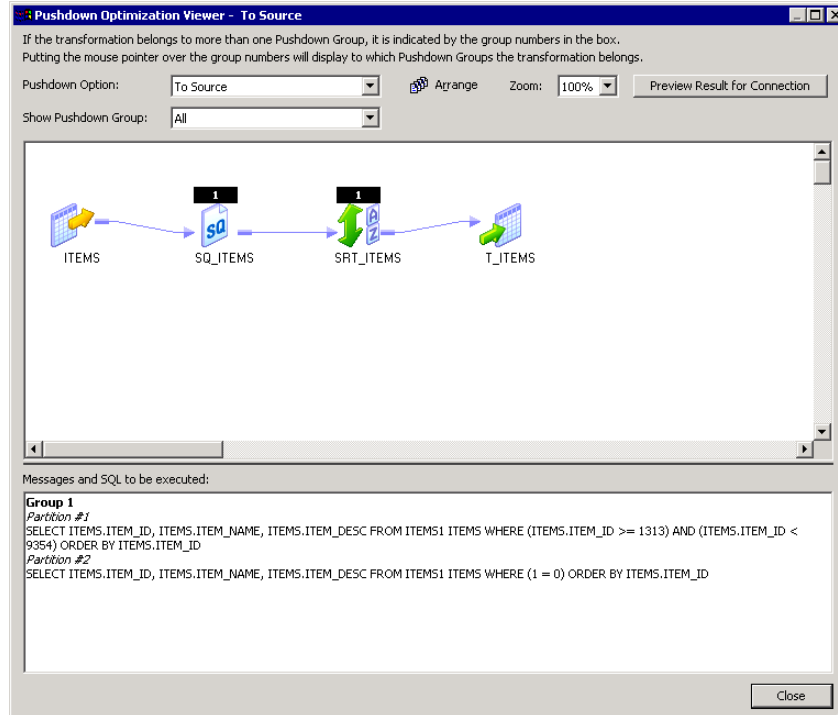 Pushdown Optimization Viewer - To Source
If the transformation belongs to more than one Pushdown Group, it is indicated by the group numbers in the box.
Putting the mouse pointer over the group numbers will display to which Pushdown Groups the transformation belongs.
Pushdown Option: To Source Arrange Zoom: 100% Preview Result for Connection
Show Pushdown Group: All
1 1
SQ A Z
ITEMS SQ_ITEMS SRT_ITEMS T_ITEMS
Messages and SQL to be executed:
Group 1
Partition #1
SELECT ITEMS.ITEM_ID, ITEMS.ITEM_NAME, ITEMS.ITEM_DESC FROM ITEMS1 ITEMS WHERE (ITEMS.ITEM_ID >= 1313) AND (ITEMS.ITEM_ID <
9354) ORDER BY ITEMS.ITEM_ID
Partition #2
SELECT ITEMS.ITEM_ID, ITEMS.ITEM_NAME, ITEMS.ITEM_DESC FROM ITEMS1 ITEMS WHERE (1 = 0) ORDER BY ITEMS.ITEM_ID
Close